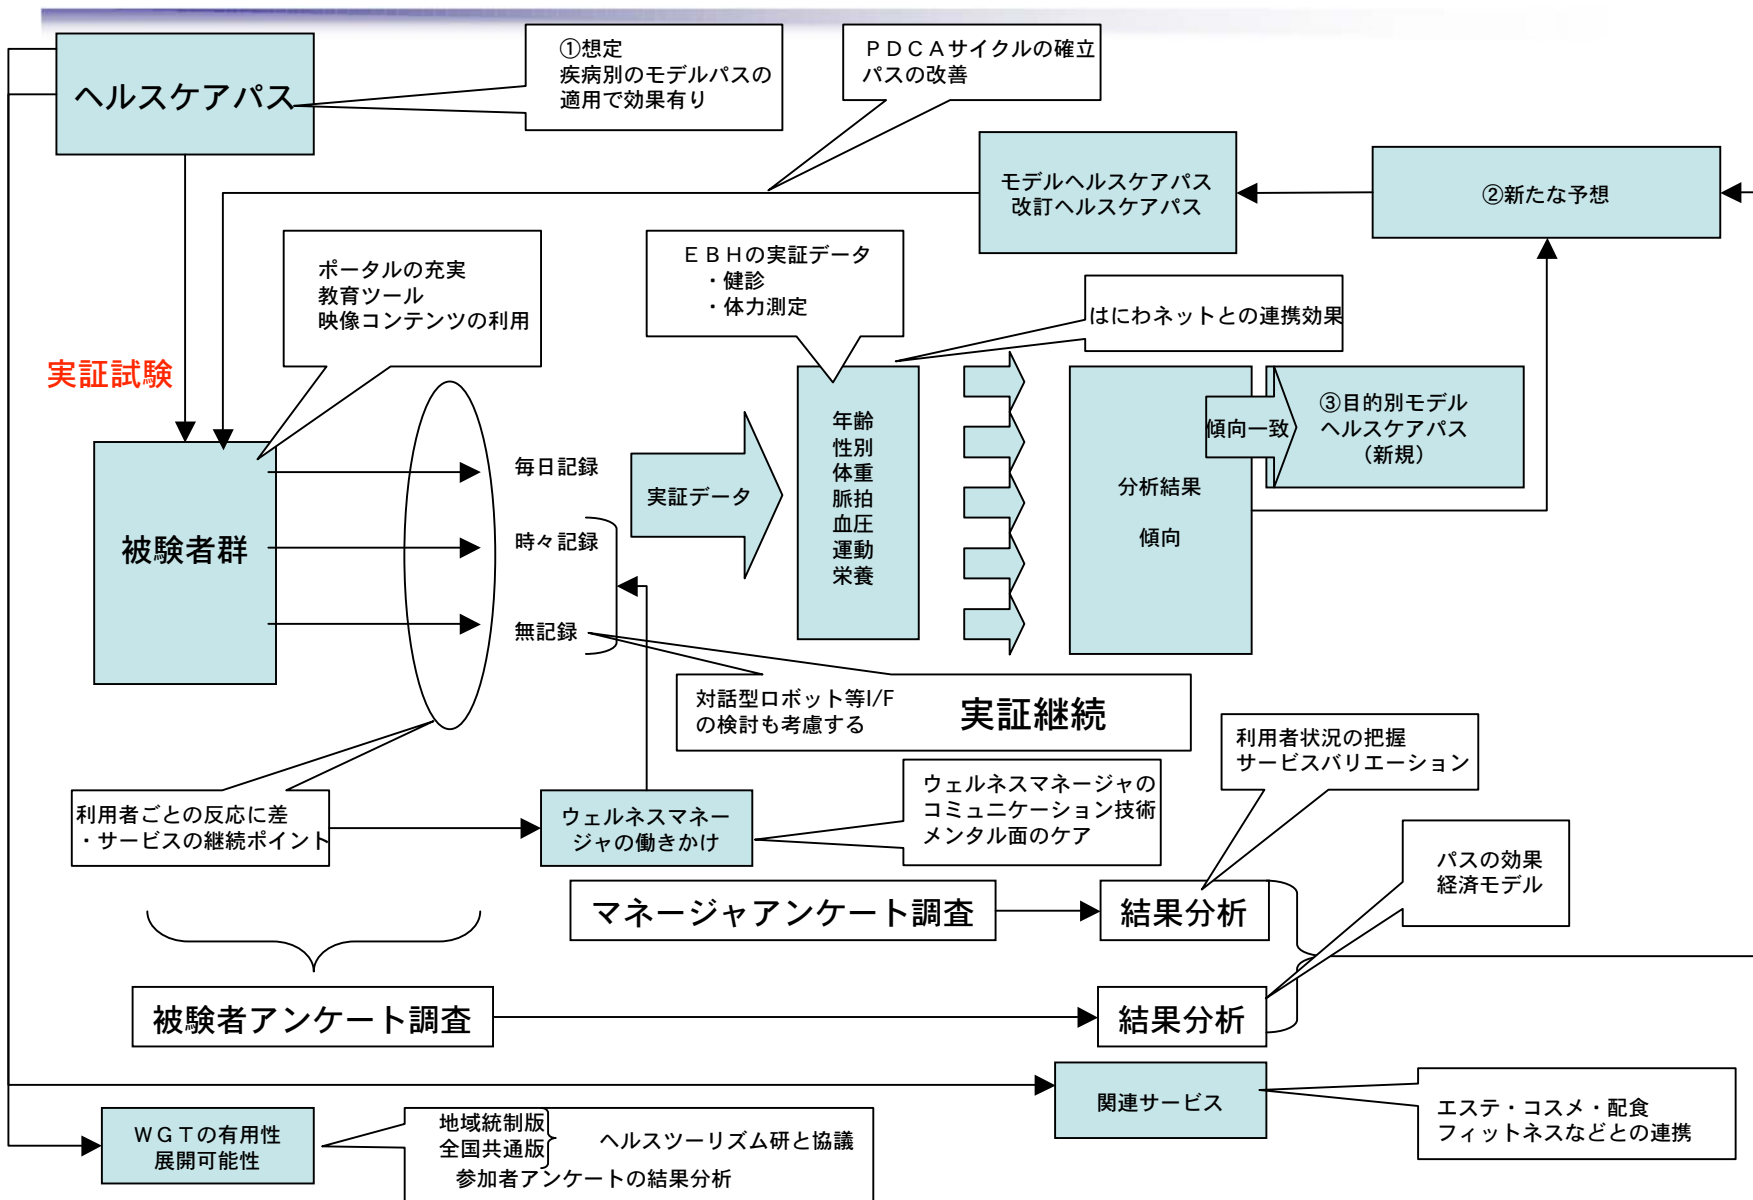 ヘルスケアパス
①想定
疾病別のモデルパスの
適用で効果有り
ＰＤＣＡサイクルの確立
パスの改善
モデルヘルスケアパス
改訂ヘルスケアパス
②新たな予想
ポータルの充実
教育ツール
映像コンテンツの利用
ＥＢＨの実証データ
・健診
・体力測定
はにわネットとの連携効果
実証試験
被験者群
毎日記録
時々記録
無記録
実証データ
年齢
性別
体重
脈拍
血圧
運動
栄養
分析結果
傾向
傾向一致
③目的別モデル
ヘルスケアパス
（新規）
対話型ロボット等I/F
の検討も考慮する
実証継続
利用者状況の把握
サービスバリエーション
利用者ごとの反応に差
・サービスの継続ポイント
ウェルネスマネー
ジャの働きかけ
ウェルネスマネージャの
コミュニケーション技術
メンタル面のケア
パスの効果
経済モデル
マネージャアンケート調査
結果分析
被験者アンケート調査
結果分析
関連サービス
エステ・コスメ・配食
フィットネスなどとの連携
ＷＧＴの有用性
展開可能性
地域統制版
全国共通版
ヘルスツーリズム研と協議
参加者アンケートの結果分析